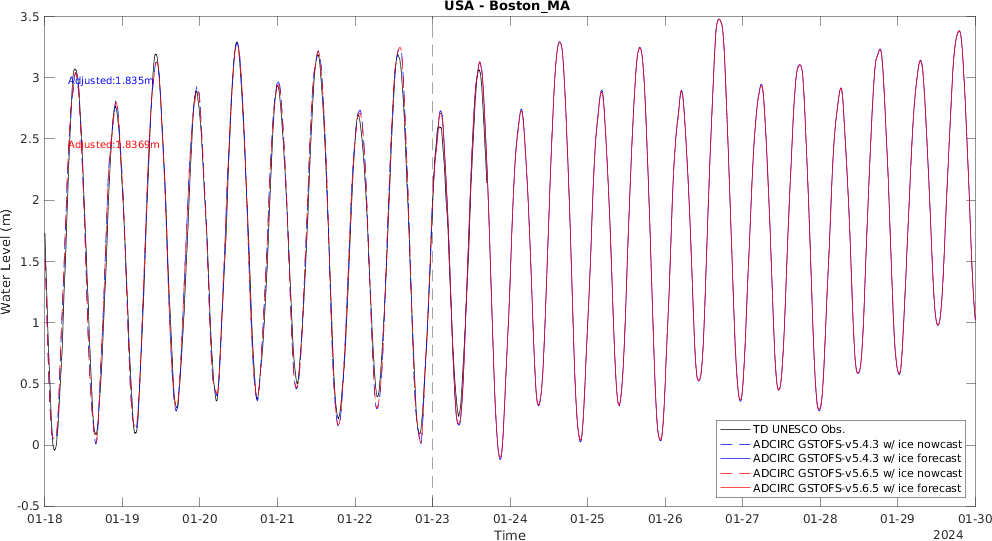 USA - Boston_MA
3.5
3
2.5
2
1.5
1
0.5
0
-0.5
Water Level (m)
Adjusted:1.835m
Adjusted:1.8369m
TD UNESCO Obs.
ADCIRC GSTOFS-v5.4.3 w/ ice nowcast
ADCIRC GSTOFS-v5.4.3 w/ ice forecast
ADCIRC GSTOFS-v5.6.5 w/ ice nowcast
ADCIRC GSTOFS-v5.6.5 w/ ice forecast
01-18 01-19 01-20 01-21 01-22 01-23 01-24 01-25 01-26 01-27 01-28 01-29 01-30
Time
2024